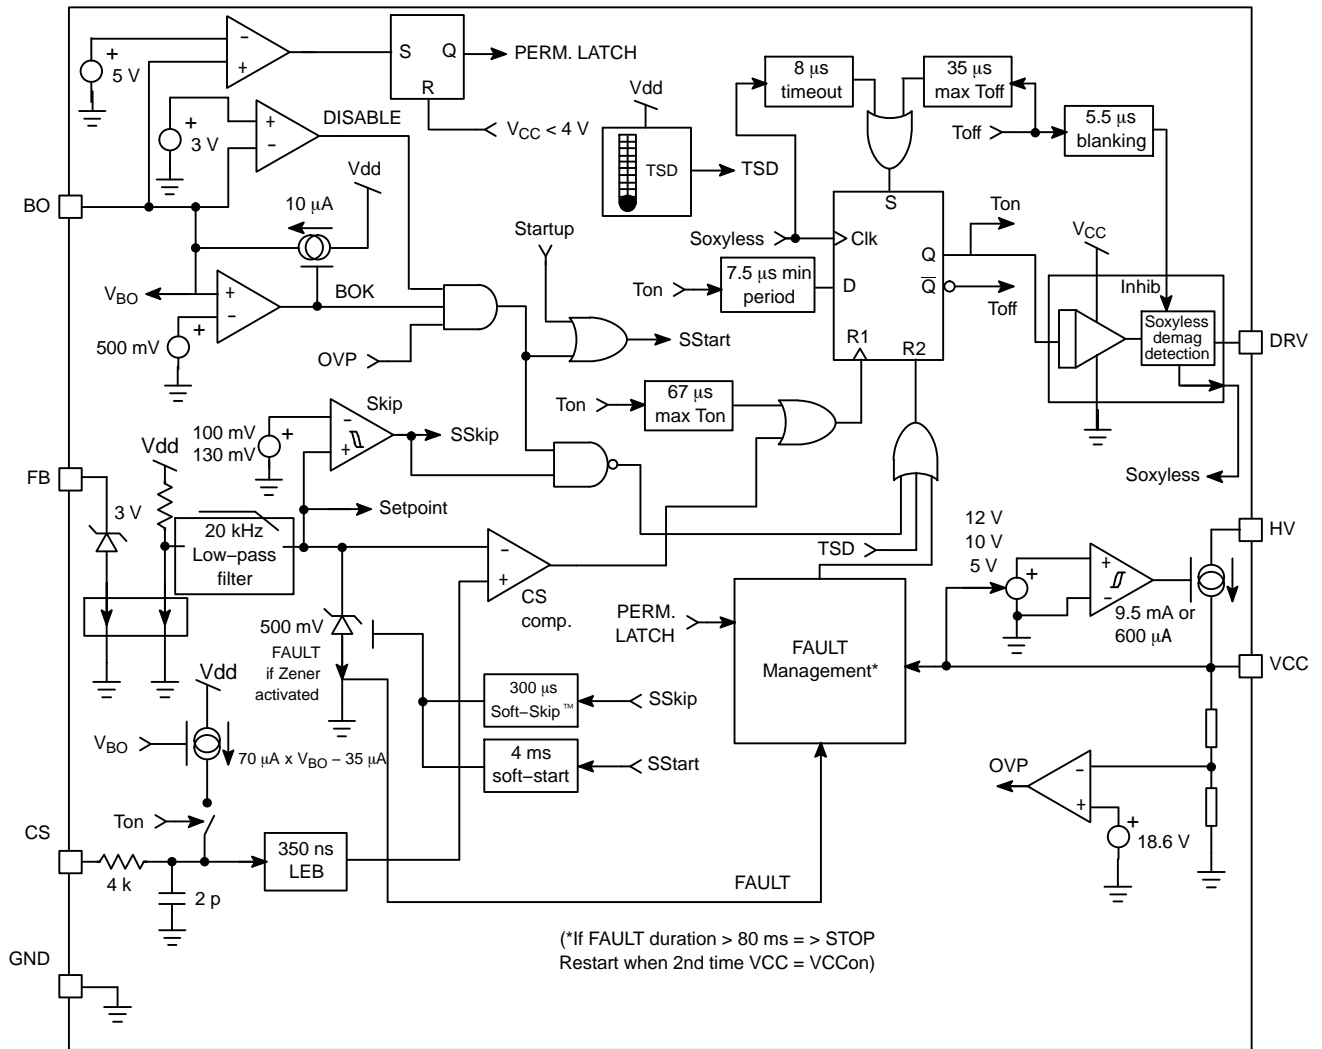 5 V
S
Q
R
PERM. LATCH
VCC < 4 V
3 V
DISABLE
BO
Vdd
10 µA
VBO
BOK
500 mV
OVP
Startup
SStart
Vdd
TSD
TSD
8 µs
timeout
35 µs
max Toff
Toff
5.5 µs
blanking
Soxyless
S
Clk
D
Q
Q
R1
R2
Ton
7.5 µs min
period
Ton
Toff
VCC
Inhib
Soxyless
demag
detection
DRV
Soxyless
Ton
67 µs
max Ton
Skip
100 mV
130 mV
SSkip
Setpoint
FB
3 V
Vdd
20 kHz
Low–pass
filter
CS
comp.
TSD
12 V
10 V
5 V
HV
9.5 mA or
600 µA
VCC
500 mV
FAULT
if Zener
activated
PERM.
LATCH
FAULT
Management*
300 µs
Soft–Skip™
SSkip
4 ms
soft–start
SStart
Vdd
VBO
70 µA x VBO – 35 µA
Ton
CS
4 k
2 p
350 ns
LEB
FAULT
OVP
18.6 V
GND
(*If FAULT duration > 80 ms = > STOP
Restart when 2nd time VCC = VCCon)